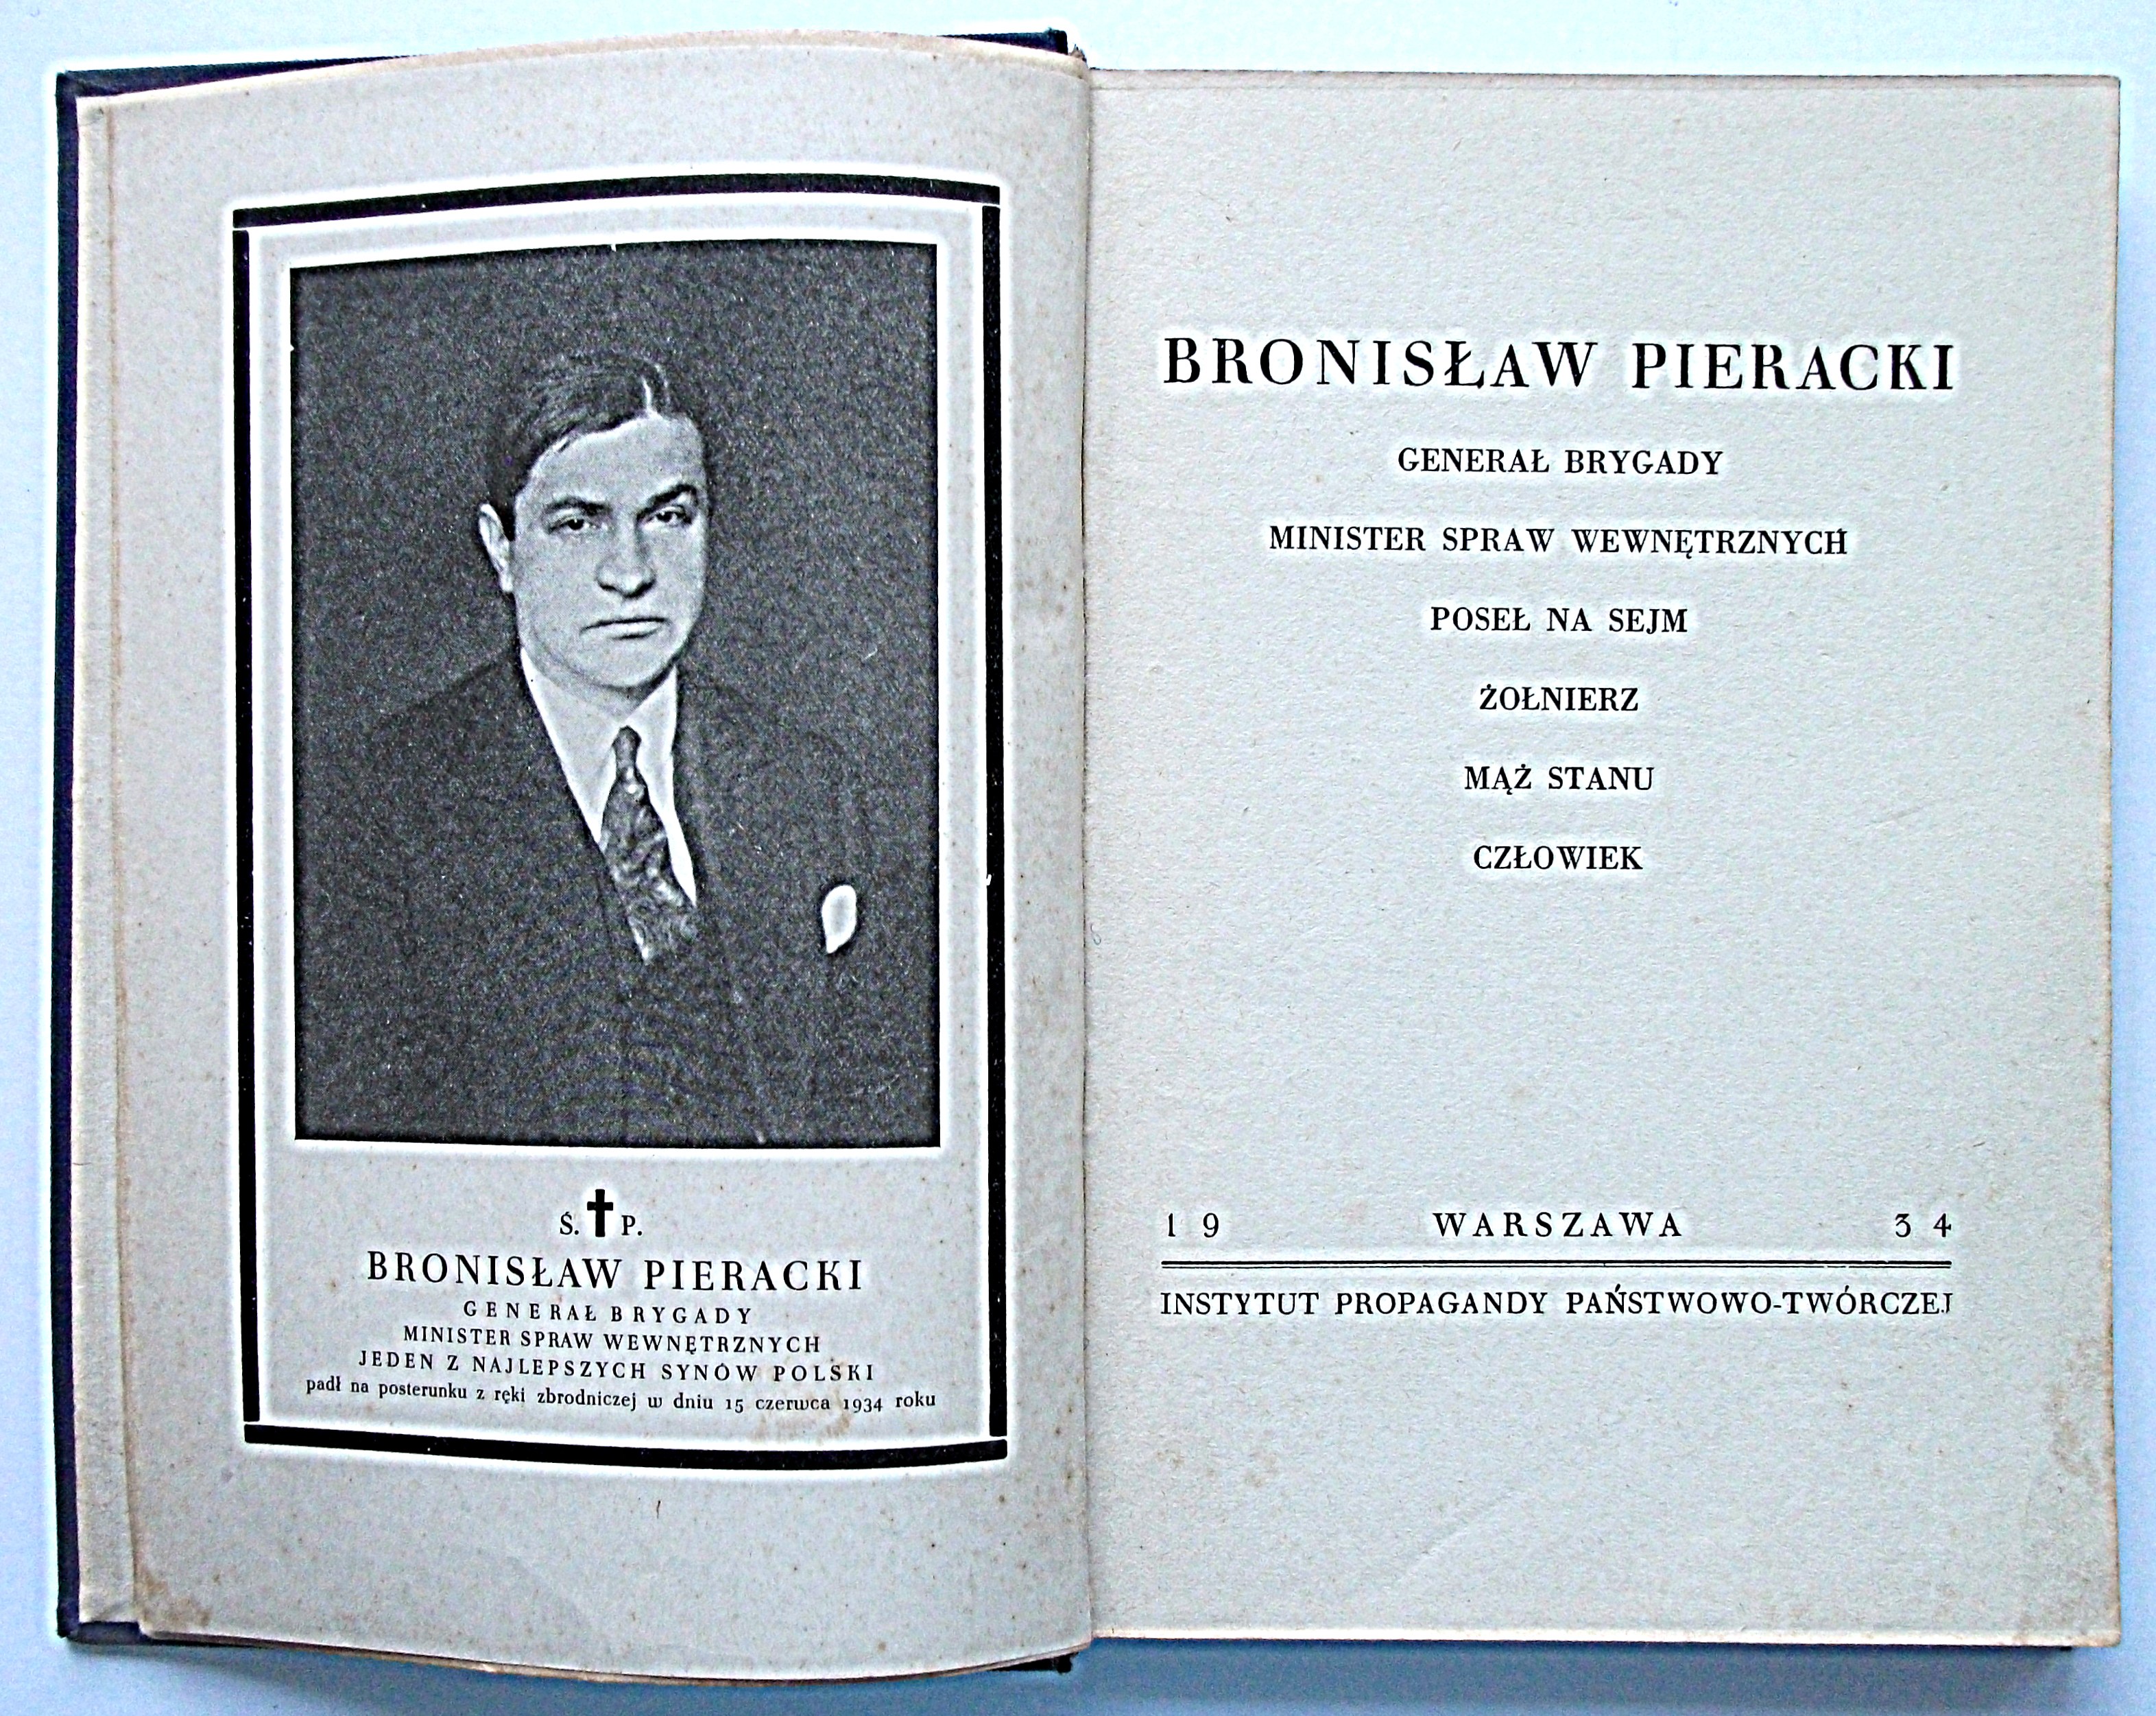 Ś. † P.
BRONISŁAW PIERACKI
GENERAŁ BRYGADY
MINISTER SPRAW WEWNĘTRZNYCH
JEDEN Z NAJLEPSZYCH SYNÓW POLSKI
padł na posterunku z ręki zbrodniczej w dniu 15 czerwca 1934 roku
BRONISŁAW PIERACKI
GENERAŁ BRYGADY
MINISTER SPRAW WEWNĘTRZNYCH
POSEŁ NA SEJM
ŻOŁNIERZ
MĄŻ STANU
CZŁOWIEK
19 WARSZAWA 34
INSTYTUT PROPAGANDY PAŃSTWOWO-TWÓRCZEJ